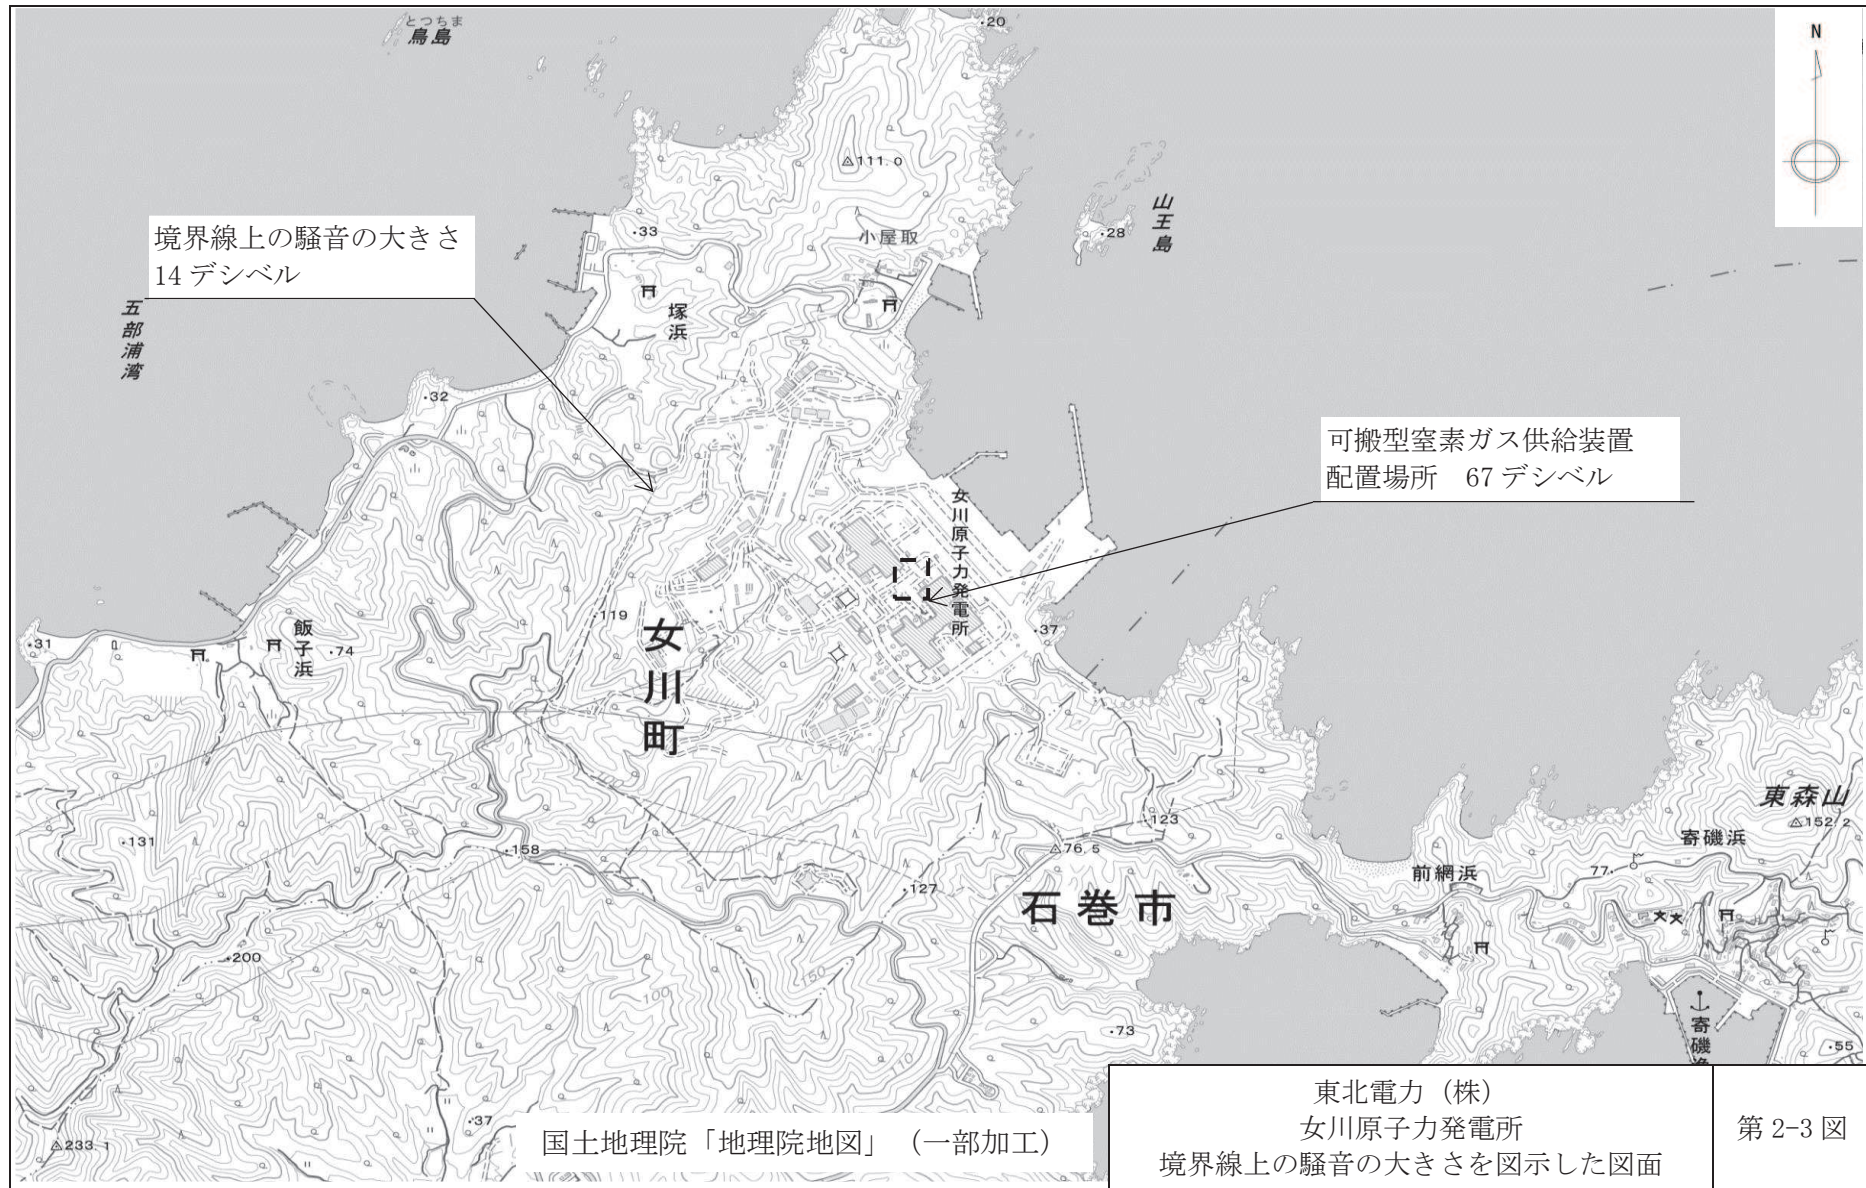 とつちま
鳥島
・20
N
△111.0
山王島
・28
小屋取
・33
境界線上の騒音の大きさ
14 デシベル
塚浜
五部浦湾
・32
可搬型窒素ガス供給装置
配置場所 67 デシベル
女川原子力発電所
・119
女川町
飯子浜
・31
・74
・37
東森山
△152.2
・123
寄磯浜
・131
・158
△76.5
前網浜
77・
・127
石巻市
・200
150
100
・73
寄磯
・55
・37
△233.1
国土地理院「地理院地図」(一部加工)
東北電力(株)
女川原子力発電所
境界線上の騒音の大きさを図示した図面
第 2-3 図